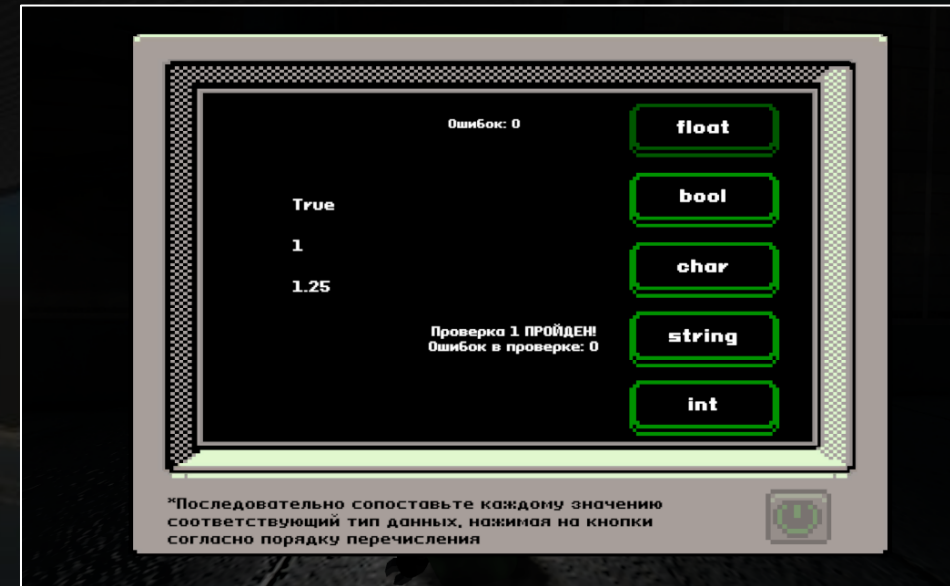 Ошибок: 0
True
1
1.25
Проверка 1 ПРОЙДЕН!
Ошибок в проверке: 0
float
bool
char
string
int
*Последовательно сопоставьте каждому значению
соответствующий тип данных, нажимая на кнопки
согласно порядку перечисления